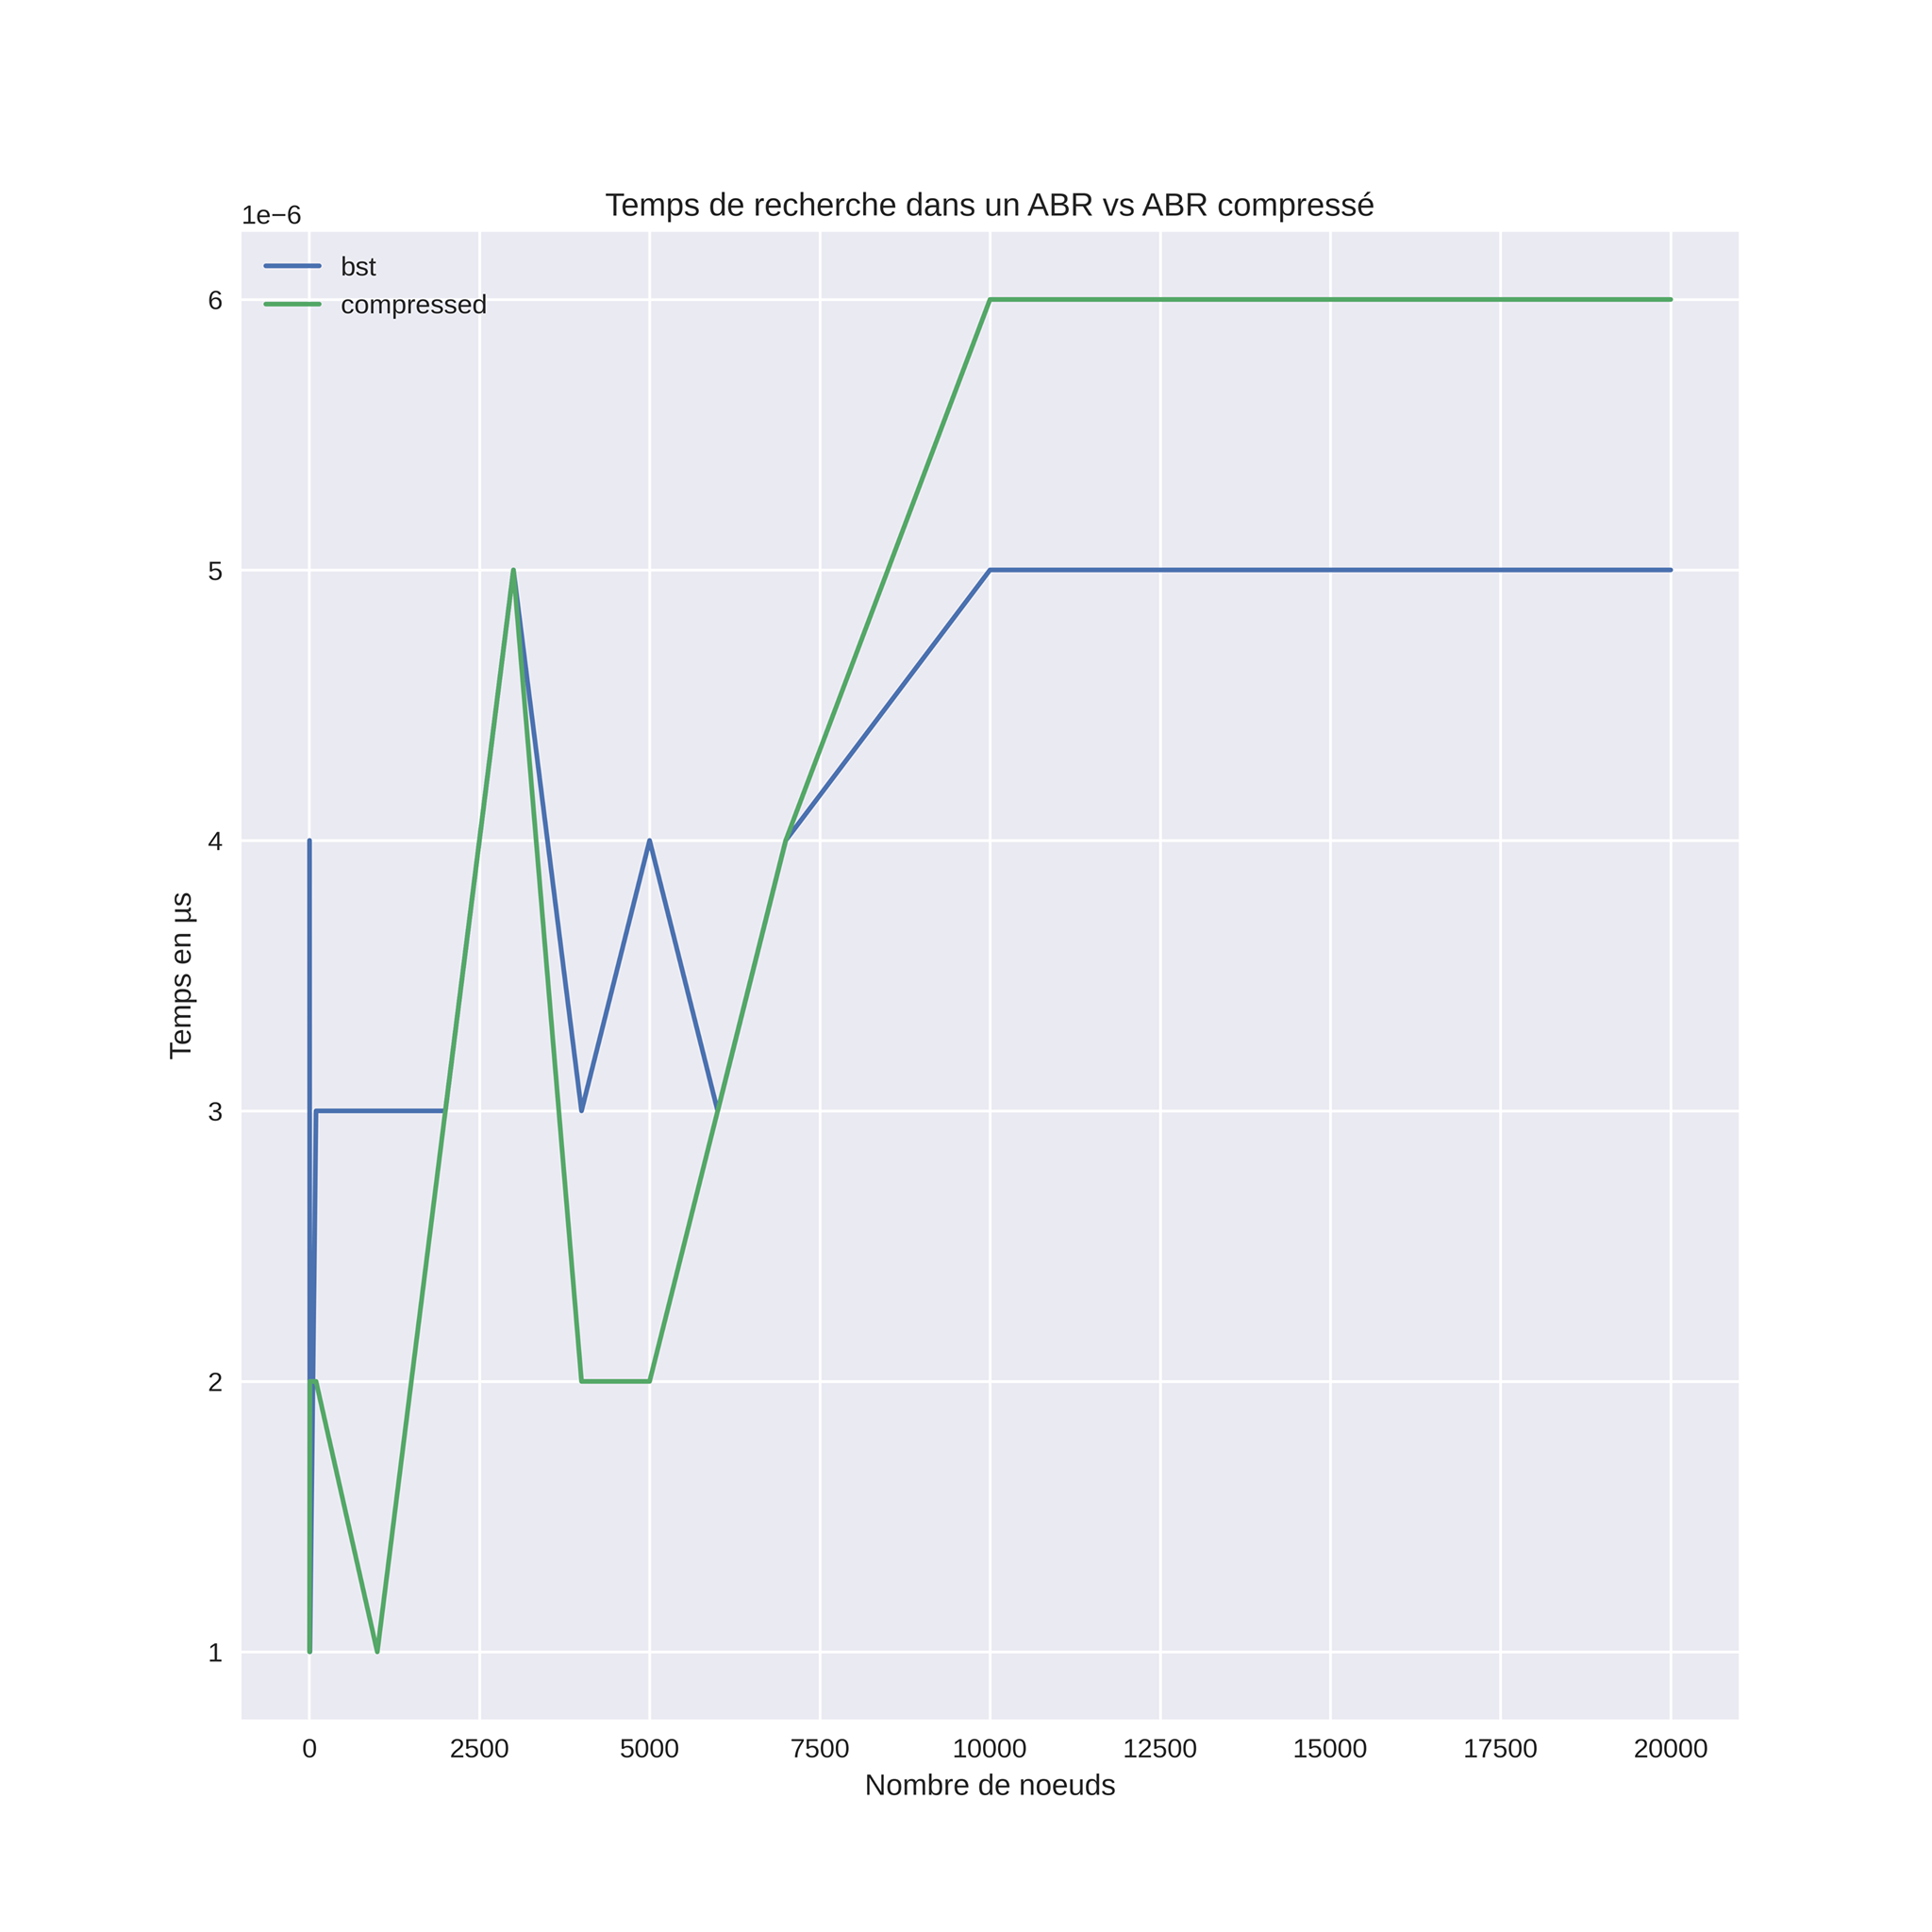 Temps de recherche dans un ABR vs ABR compressé
1e−6
bst
compressed
6
5
4
3
2
1
Temps en µs
0 2500 5000 7500 10000 12500 15000 17500 20000
Nombre de noeuds